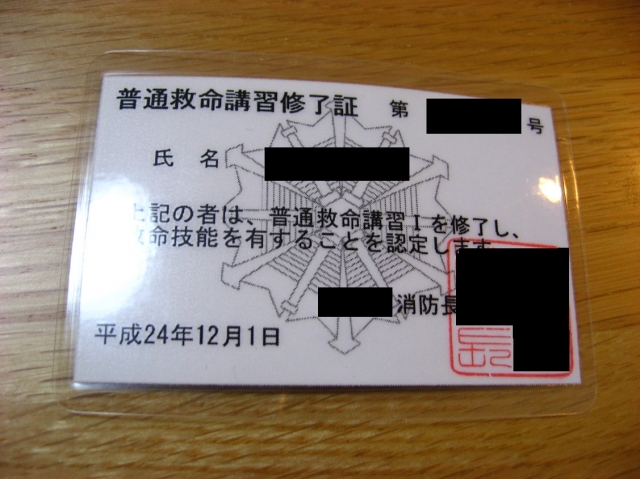 普通救命講習修了証 第 号
氏 名
上記の者は、普通救命講習Ⅰを修了し、
救命技能を有することを認定します
消防長
平成24年12月1日